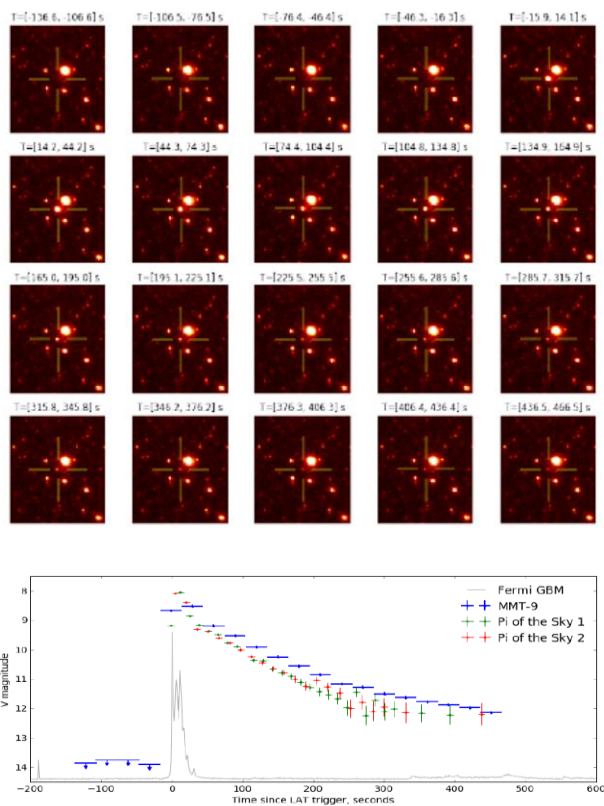 T=[-136.6, -106.6] s T=[-106.5, -76.5] s T=[-76.4, -46.4] s T=[-46.3, -16.3] s T=[-15.9, 14.1] s
T=[14.2, 44.2] s T=[44.3, 74.3] s T=[74.4, 104.4] s T=[104.8, 134.8] s T=[134.9, 164.9] s
T=[165.0, 195.0] s T=[195.1, 225.1] s T=[225.5, 255.5] s T=[255.6, 285.6] s T=[285.7, 315.7] s
T=[315.8, 345.8] s T=[346.2, 376.2] s T=[376.3, 406.3] s T=[406.4, 436.4] s T=[436.5, 466.5] s
Fermi GBM
MMT-9
Pi of the Sky 1
Pi of the Sky 2
8
9
10
11
12
13
14
V magnitude
−200 −100 0 100 200 300 400 500 600
Time since LAT trigger, seconds